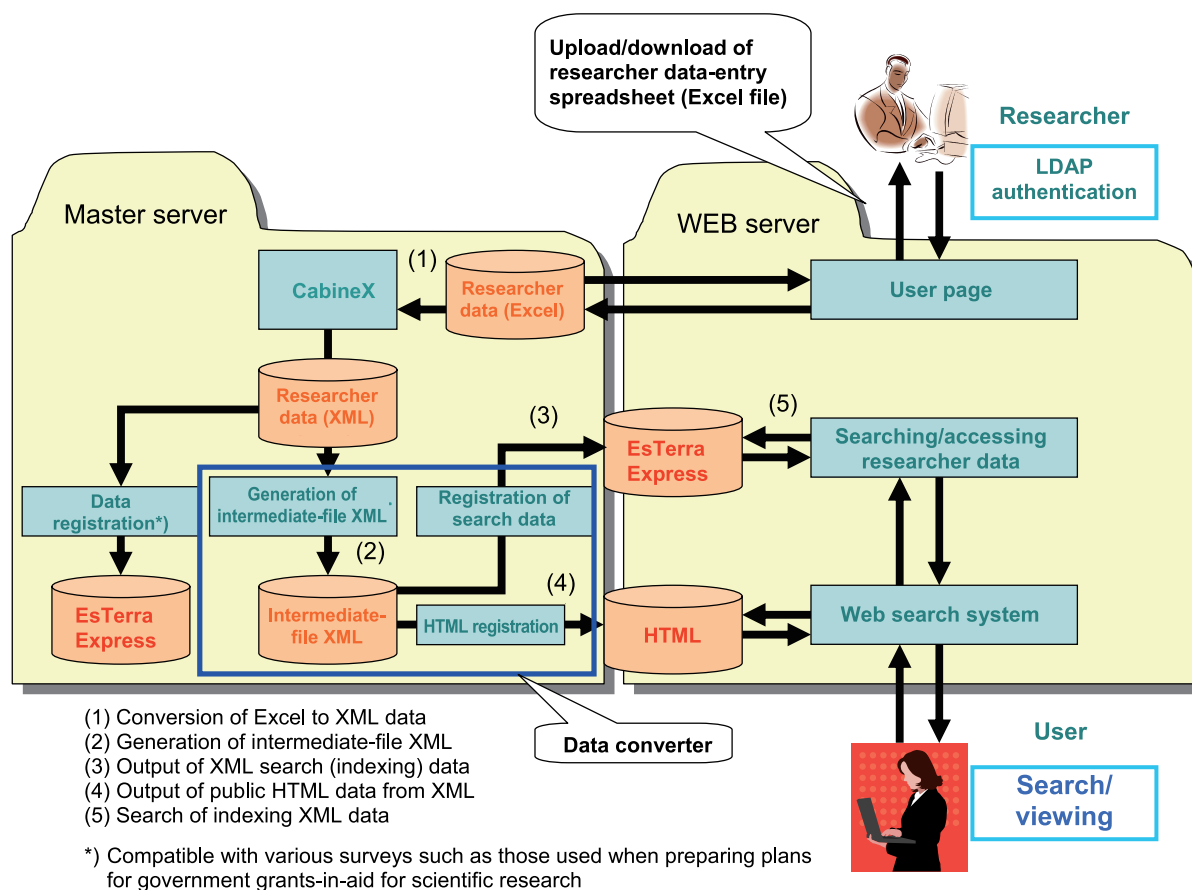 Upload/download of
researcher data-entry
spreadsheet (Excel file)
Researcher
LDAP
authentication
Master server
WEB server
(1)
CabineX
Researcher
data (Excel)
User page
Researcher
data (XML)
(3)
(5)
EsTerra
Express
Searching/accessing
researcher data
Data
registration*)
Generation of
intermediate-file XML
Registration of
search data
(2)
(4)
EsTerra
Express
Intermediate-
file XML
HTML registration
HTML
Web search system
Data converter
(1) Conversion of Excel to XML data
(2) Generation of intermediate-file XML
(3) Output of XML search (indexing) data
(4) Output of public HTML data from XML
(5) Search of indexing XML data
User
Search/
viewing
*) Compatible with various surveys such as those used when preparing plans
for government grants-in-aid for scientific research